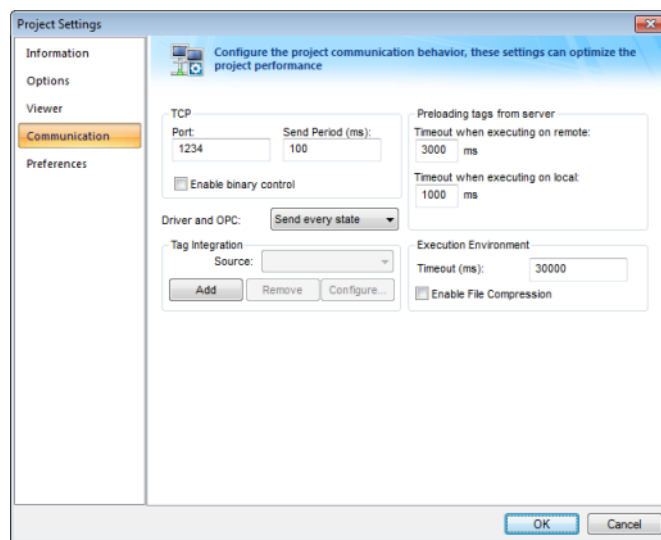 Project Settings
Information
Options
Viewer
Communication
Preferences
Configure the project communication behavior, these settings can optimize the
project performance
TCP
Port:
Send Period (ms):
1234
100
Enable binary control
Driver and OPC:
Send every state
Tag Integration
Source:
Add
Remove
Configure...
Preloading tags from server
Timeout when executing on remote:
3000 ms
Timeout when executing on local:
1000 ms
Execution Environment
Timeout (ms):
30000
Enable File Compression
OK
Cancel